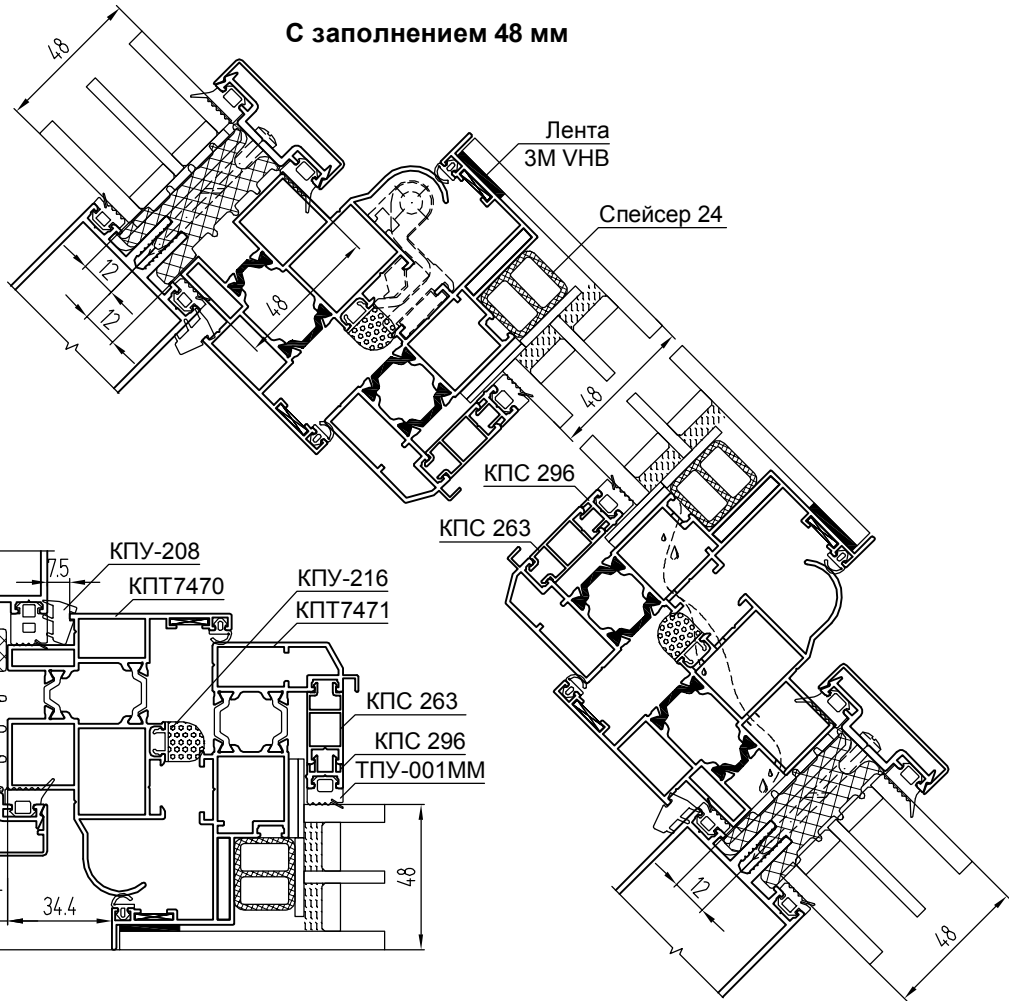 С заполнением 48 мм
48
Лента
3M VHB
Спейсер 24
12
12
48
48
КПС 296
КПС 263
КПУ-208
7.5
КПТ7470
КПУ-216
КПТ7471
КПС 263
КПС 296
ТПУ-001ММ
48
34.4
12
48